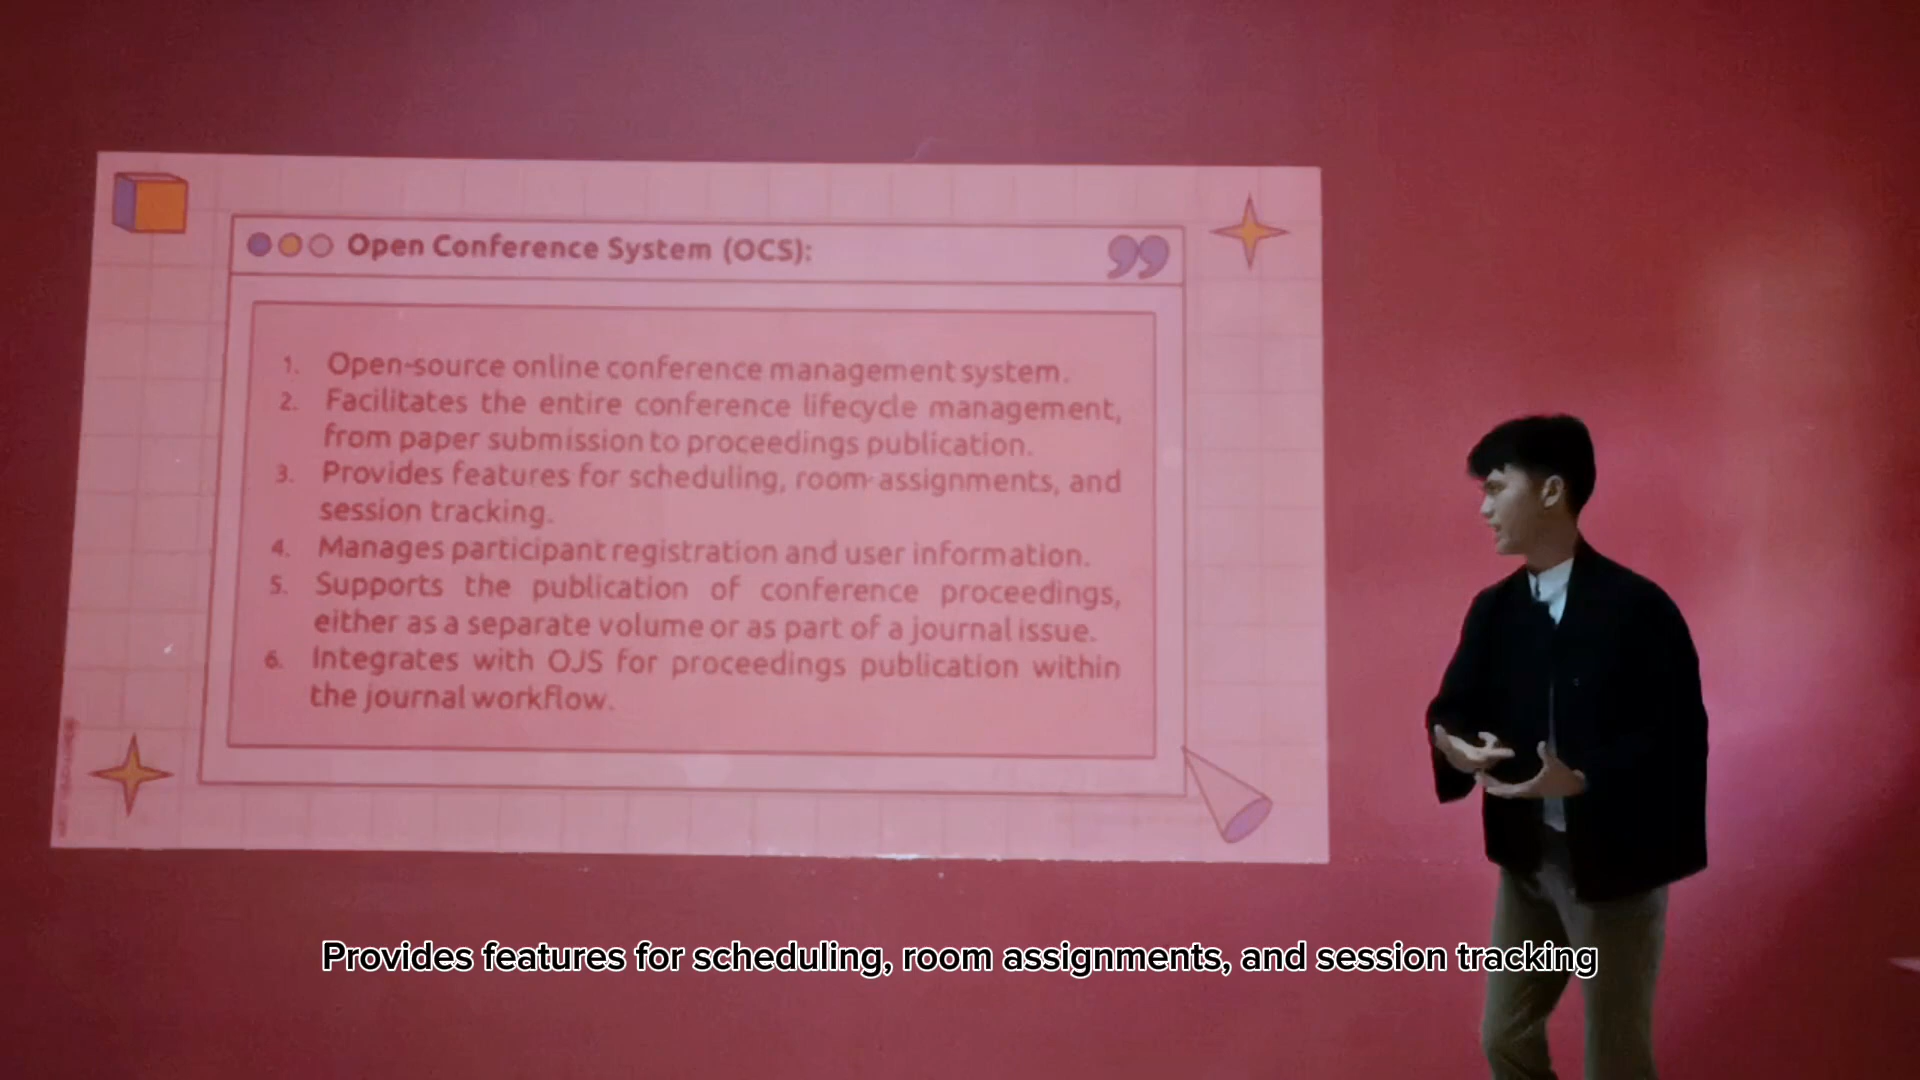 Open Conference System (OCS):
1. Open-source online conference management system.
2. Facilitates the entire conference lifecycle management,
from paper submission to proceedings publication.
3. Provides features for scheduling, room assignments, and
session tracking.
4. Manages participant registration and user information.
5. Supports the publication of conference proceedings,
either as a separate volume or as part of a journal issue.
6. Integrates with OJS for proceedings publication within
the journal workflow.
Provides features for scheduling, room assignments, and session tracking